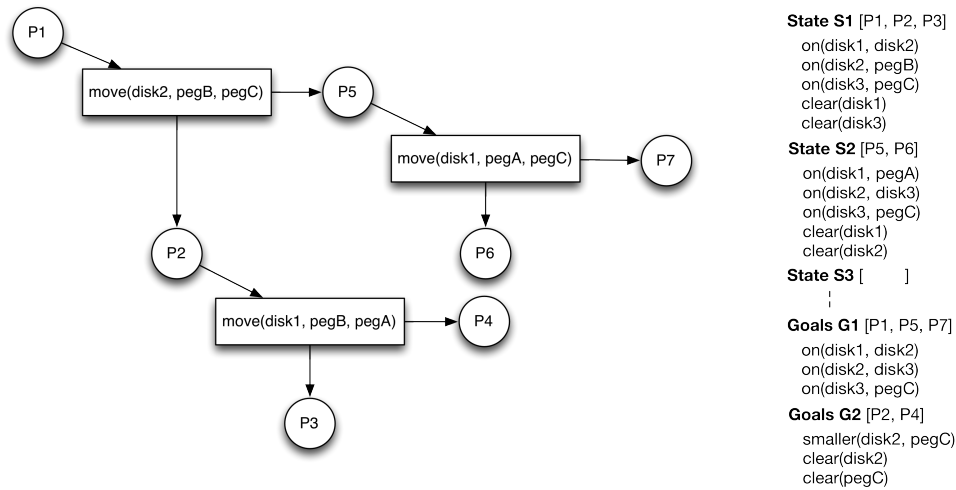 P1
move(disk2, pegB, pegC)
P5
move(disk1, pegA, pegC)
P7
P2
P6
move(disk1, pegB, pegA)
P4
P3
State S1 [P1, P2, P3]
on(disk1, disk2)
on(disk2, pegB)
on(disk3, pegC)
clear(disk1)
clear(disk3)
State S2 [P5, P6]
on(disk1, pegA)
on(disk2, disk3)
on(disk3, pegC)
clear(disk1)
clear(disk2)
State S3 [ ]
Goals G1 [P1, P5, P7]
on(disk1, disk2)
on(disk2, disk3)
on(disk3, pegC)
Goals G2 [P2, P4]
smaller(disk2, pegC)
clear(disk2)
clear(pegC)